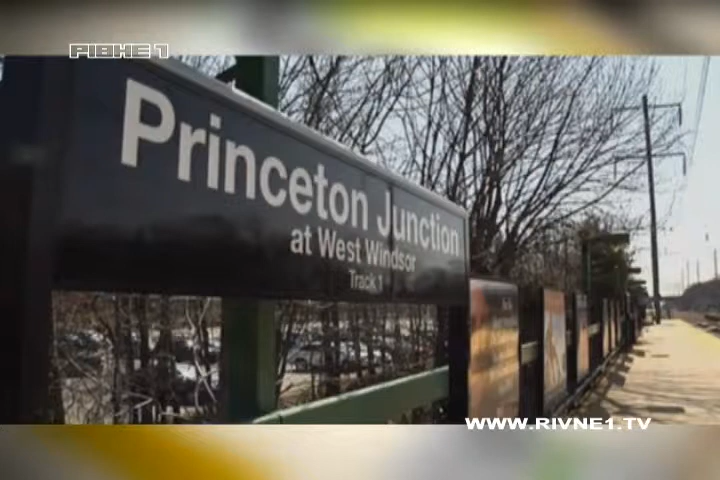 РІВНЕ 1
Princeton Junction
at West Windsor
Track 1
WWW.RIVNE1.TV